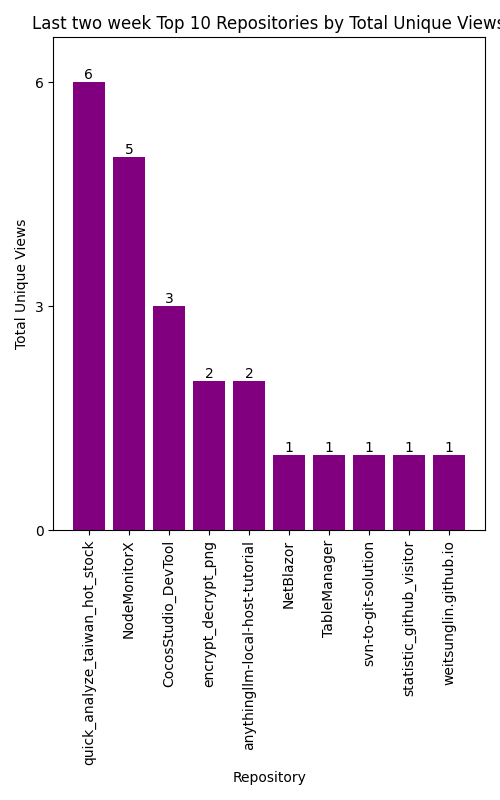 Last two week Top 10 Repositories by Total Unique Views
6
5
3
2
2
1
1
1
1
1
6
3
0
Total Unique Views
quick_analyze_taiwan_hot_stock
NodeMonitorX
CocosStudio_DevTool
encrypt_decrypt_png
anythingllm-local-host-tutorial
NetBlazor
TableManager
svn-to-git-solution
statistic_github_visitor
weitsunglin.github.io
Repository